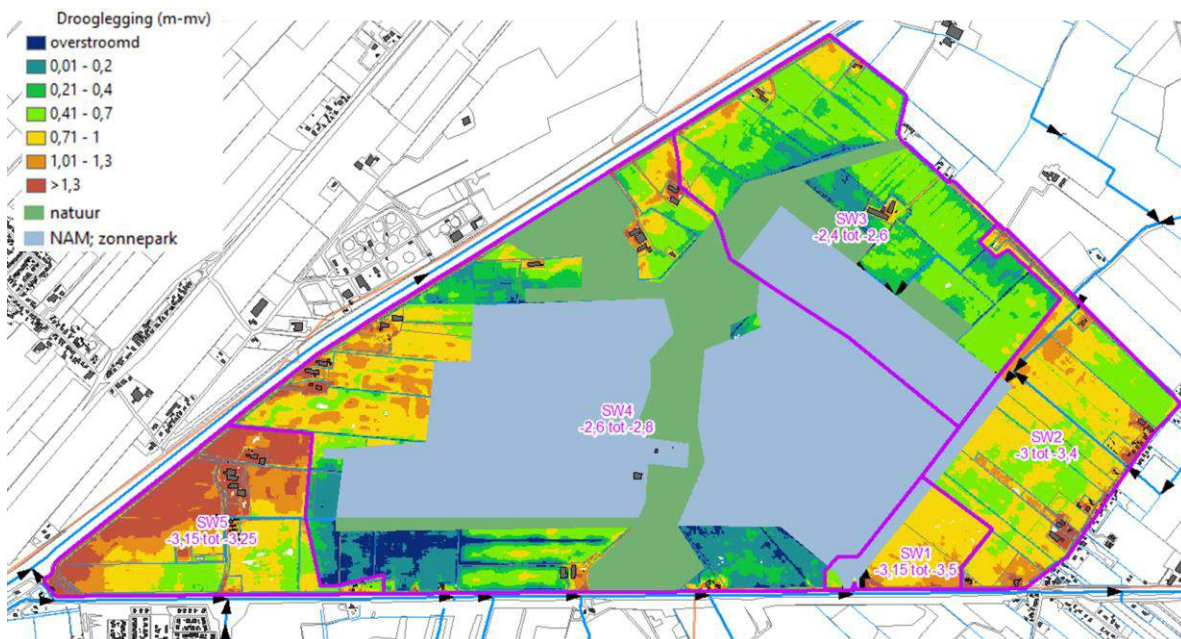 Drooglegging (m-mv)
overstroomd
0,01 - 0,2
0,21 - 0,4
0,41 - 0,7
0,71 - 1
1,01 - 1,3
>1,3
natuur
NAM; zonnepark
SW3
-2,4 tot -2,6
SW4
-2,6 tot -2,8
SW2
-3 tot -3,4
SW5
-3,15 tot -3,25
SW1
-3,15 tot -3,5